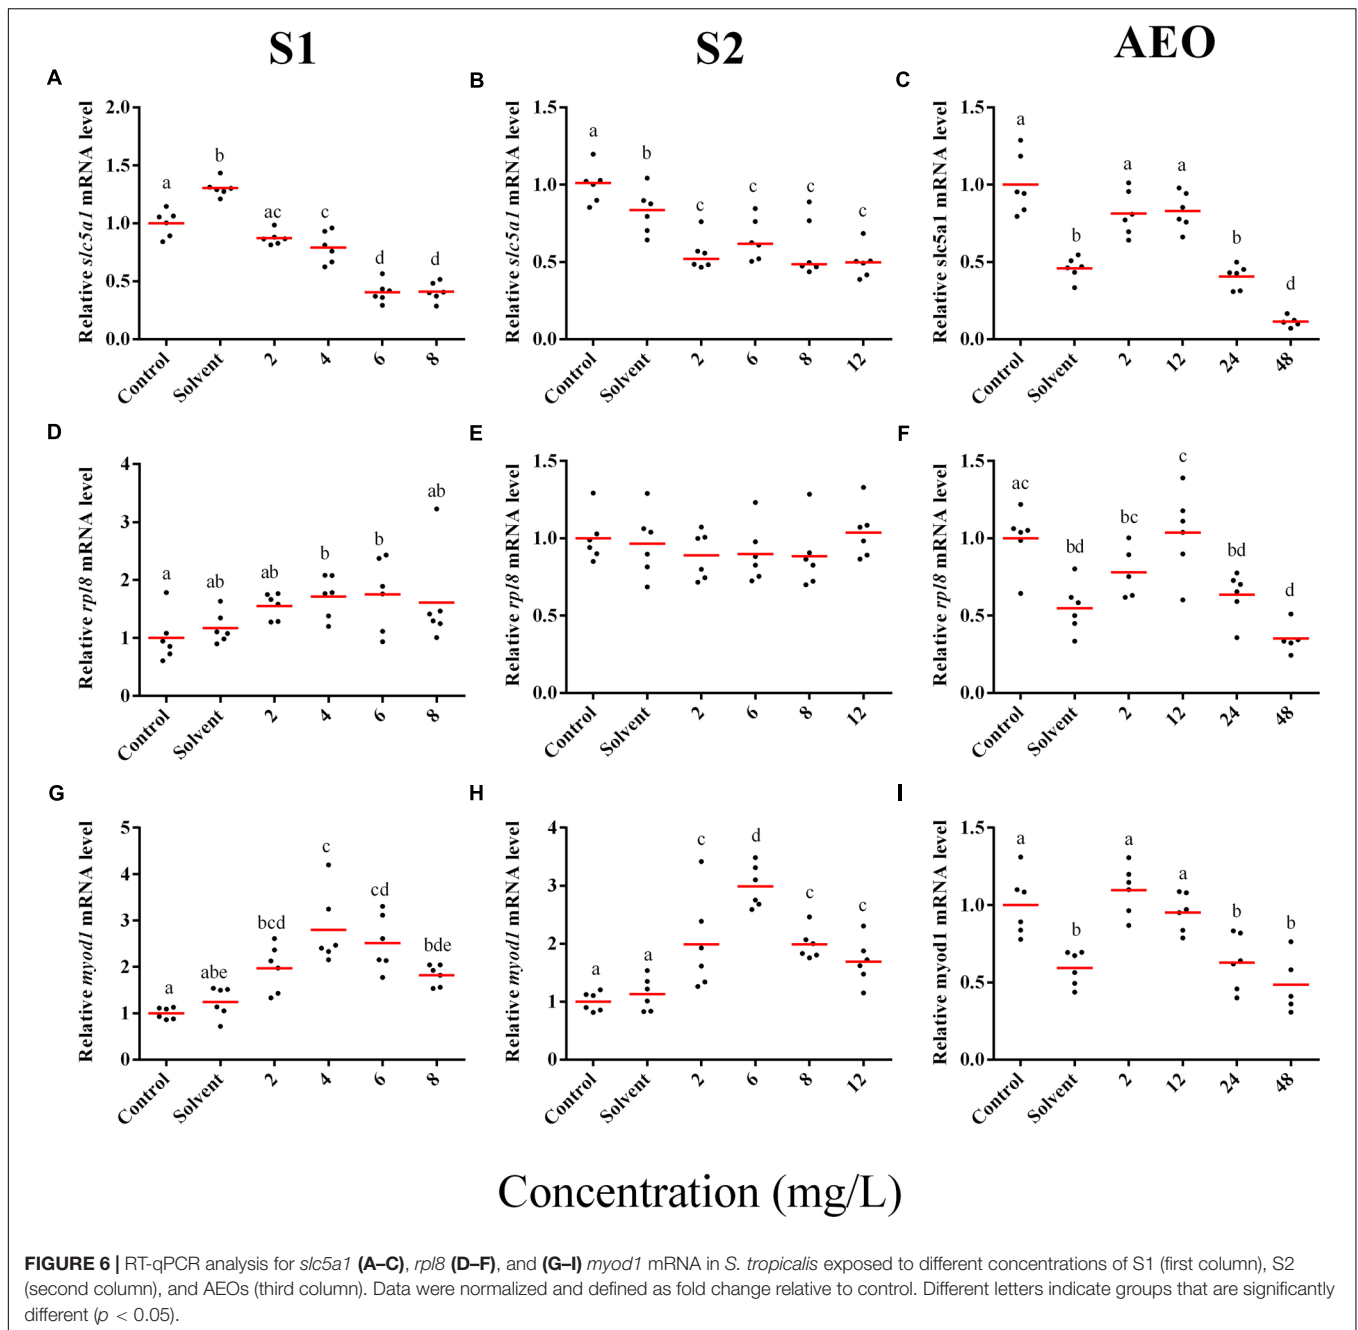 S1 S2 AEO
A B C
Relative slc5a1 mRNA level
2.0
1.5
1.0
0.5
0.0
a b ac c d d
Control Solvent 2 4 6 8
Relative slc5a1 mRNA level
1.5
1.0
0.5
0.0
a b c c c c
Control Solvent 2 6 8 12
Relative slc5a1 mRNA level
1.5
1.0
0.5
0.0
a b a a b d
Control Solvent 2 12 24 48
D E F
Relative rpl8 mRNA level
4
3
2
1
0
a ab ab b b ab
Control Solvent 2 4 6 8
Relative rpl8 mRNA level
1.5
1.0
0.5
0.0
Control Solvent 2 6 8 12
Relative rpl8 mRNA level
1.5
1.0
0.5
0.0
ac bd bc c bd d
Control Solvent 2 12 24 48
G H I
Relative myod1 mRNA level
5
4
3
2
1
0
a abe bcd c cd bde
Control Solvent 2 4 6 8
Relative myod1 mRNA level
4
3
2
1
0
a a c d c c
Control Solvent 2 6 8 12
Relative myod1 mRNA level
1.5
1.0
0.5
0.0
a b a a b b
Control Solvent 2 12 24 48
Concentration (mg/L)
FIGURE 6 | RT-qPCR analysis for slc5a1 (A–C), rpl8 (D–F), and (G–I) myod1 mRNA in S. tropicalis exposed to different concentrations of S1 (first column), S2
(second column), and AEOs (third column). Data were normalized and defined as fold change relative to control. Different letters indicate groups that are significantly
different (p < 0.05).